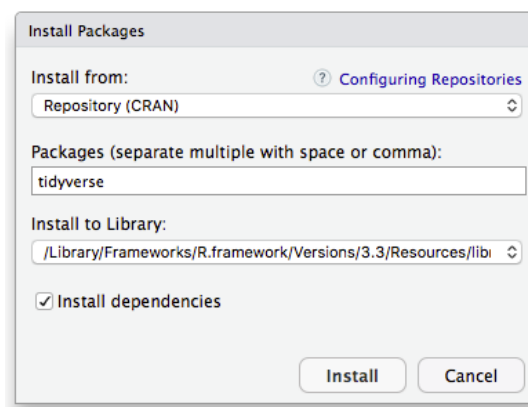 Install Packages
Install from:
? Configuring Repositories
Repository (CRAN)
Packages (separate multiple with space or comma):
tidyverse
Install to Library:
/Library/Frameworks/R.framework/Versions/3.3/Resources/libr
Install dependencies
Install
Cancel